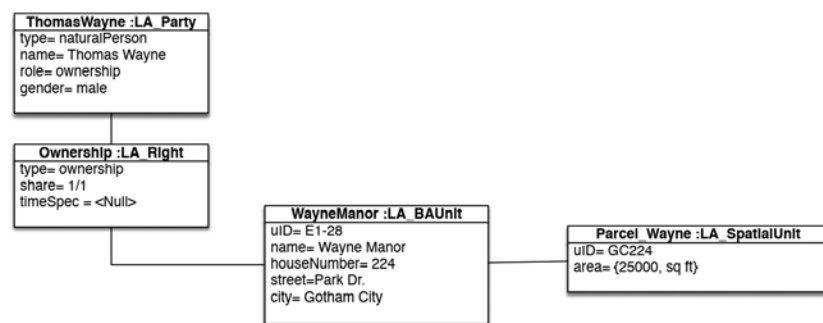 ThomasWayne :LA_Party
type= naturalPerson
name= Thomas Wayne
role= ownership
gender= male
Ownership :LA_Right
type= ownership
share= 1/1
timeSpec = <Null>
WayneManor :LA_BAUnit
uID= E1-28
name= Wayne Manor
houseNumber= 224
street=Park Dr.
city= Gotham City
Parcel_Wayne :LA_SpatialUnit
uID= GC224
area= {25000, sq ft}